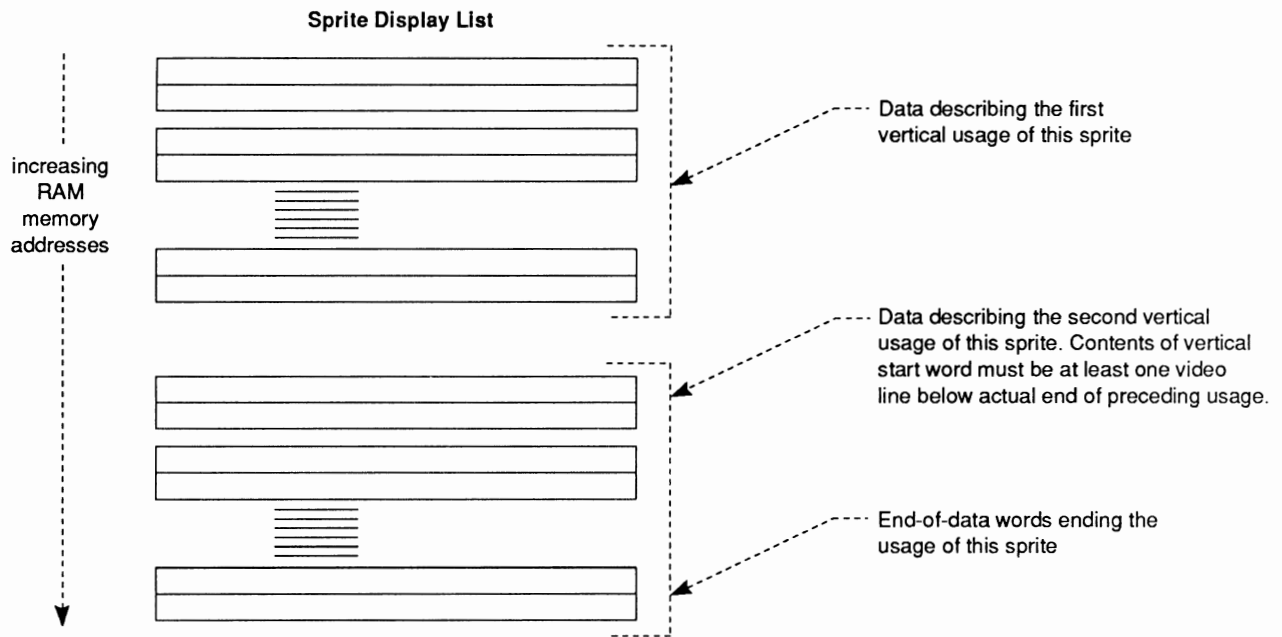 Sprite Display List
increasing
RAM
memory
addresses
Data describing the first
vertical usage of this sprite
Data describing the second vertical
usage of this sprite. Contents of vertical
start word must be at least one video
line below actual end of preceding usage.
End-of-data words ending the
usage of this sprite